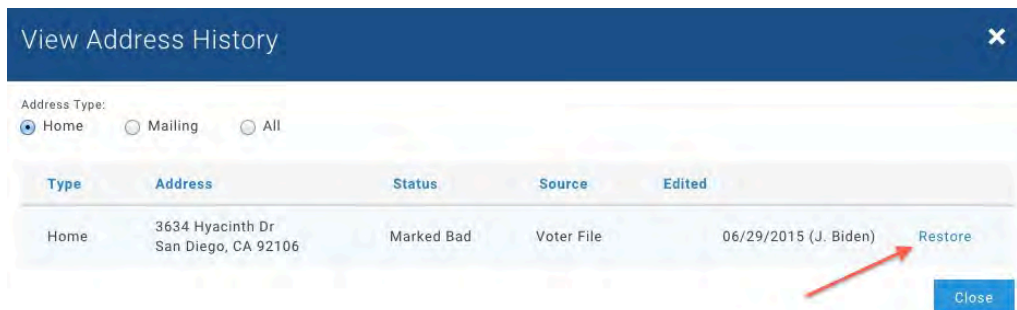 View Address History
Address Type:
Home Mailing All
Type Address Status Source Edited
3634 Hyacinth Dr
Home Marked Bad Voter File 06/29/2015 (J. Biden) Restore
San Diego, CA 92106
Close